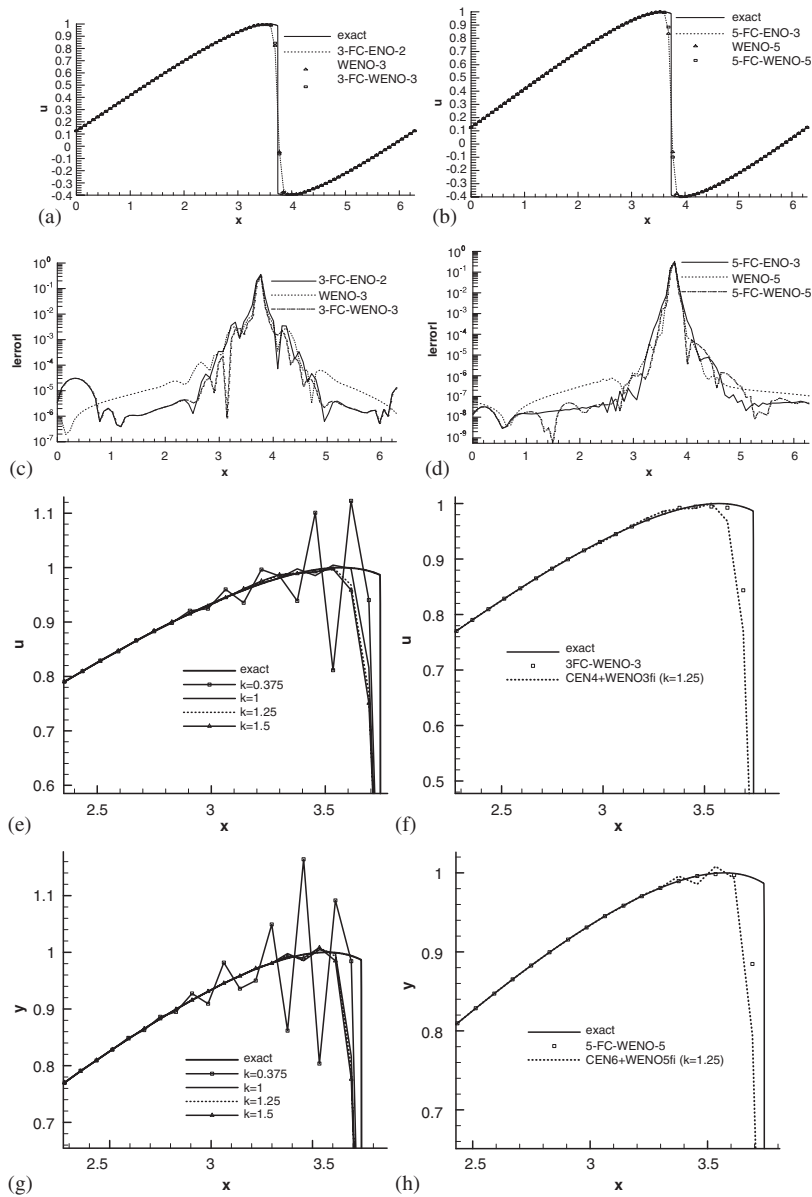 exact
3-FC-ENO-2
WENO-3
3-FC-WENO-3
1
0.9
0.8
0.7
0.6
0.5
0.4
0.3
0.2
0.1
0
-0.1
-0.2
-0.3
-0.4
u
0 1 2 3 4 5 6
x
(a)
exact
5-FC-ENO-3
WENO-5
5-FC-WENO-5
1
0.9
0.8
0.7
0.6
0.5
0.4
0.3
0.2
0.1
0
-0.1
-0.2
-0.3
-0.4
u
0 1 2 3 4 5 6
x
(b)
3-FC-ENO-2
WENO-3
3-FC-WENO-3
10^0
10^-1
10^-2
10^-3
10^-4
10^-5
10^-6
10^-7
lerrorl
0 1 2 3 4 5 6
x
(c)
5-FC-ENO-3
WENO-5
5-FC-WENO-5
10^0
10^-1
10^-2
10^-3
10^-4
10^-5
10^-6
10^-7
10^-8
10^-9
lerrorl
0 1 2 3 4 5 6
x
(d)
1.1
1
0.9
0.8
0.7
0.6
u
exact
k=0.375
k=1
k=1.25
k=1.5
2.5 3 3.5
x
(e)
1
0.9
0.8
0.7
0.6
0.5
u
exact
3FC-WENO-3
CEN4+WENO3fi (k=1.25)
2.5 3 3.5
x
(f)
1.2
1.1
1
0.9
0.8
0.7
y
exact
k=0.375
k=1
k=1.25
k=1.5
2.5 3 3.5
x
(g)
1
0.9
0.8
0.7
y
exact
5-FC-WENO-5
CEN6+WENO5fi (k=1.25)
2.5 3 3.5
x
(h)